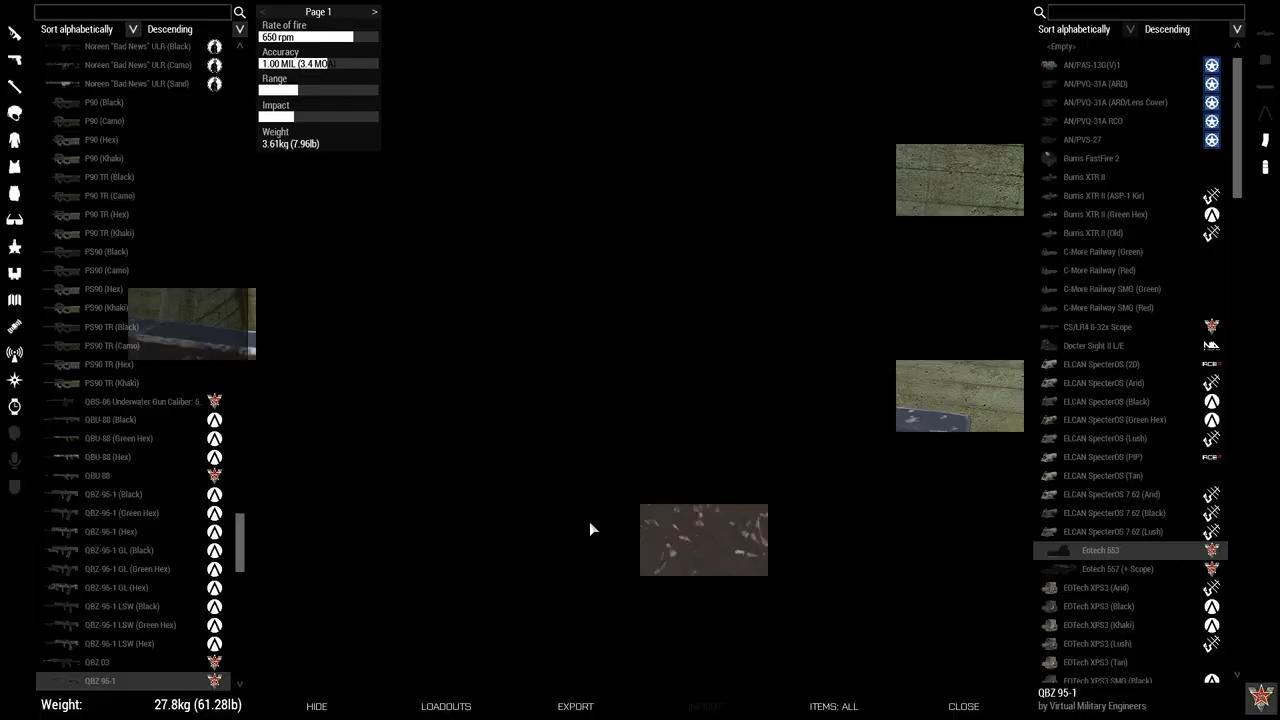 Sort alphabetically
Descending
Noreen "Bad News" ULR (Black)
Noreen "Bad News" ULR (Camo)
Noreen "Bad News" ULR (Sand)
P90 (Black)
P90 (Camo)
P90 (Hex)
P90 (Khaki)
P90 TR (Black)
P90 TR (Camo)
P90 TR (Hex)
P90 TR (Khaki)
PS90 (Black)
PS90 (Camo)
PS90 (Hex)
PS90 (Khaki)
PS90 TR (Black)
PS90 TR (Camo)
PS90 TR (Hex)
PS90 TR (Khaki)
QBS-06 Underwater Gun Caliber: 5.
QBU-88 (Black)
QBU-88 (Green Hex)
QBU-88 (Hex)
QBU 88
QBZ-95-1 (Black)
QBZ-95-1 (Green Hex)
QBZ-95-1 (Hex)
QBZ-95-1 GL (Black)
QBZ-95-1 GL (Green Hex)
QBZ-95-1 GL (Hex)
QBZ-95-1 LSW (Black)
QBZ-95-1 LSW (Green Hex)
QBZ-95-1 LSW (Hex)
QBZ 03
QBZ 95-1
< Page 1 >
Rate of fire
650 rpm
Accuracy
1.00 MIL (3.4 MOA)
Range
Impact
Weight
3.61kg (7.96lb)
Sort alphabetically
Descending
<Empty>
AN/PAS-13G(V)1
AN/PVQ-31A (ARD)
AN/PVQ-31A (ARD/Lens Cover)
AN/PVQ-31A RCO
AN/PVS-27
Burris FastFire 2
Burris XTR II
Burris XTR II (ASP-1 Kir)
Burris XTR II (Green Hex)
Burris XTR II (Old)
C-More Railway (Green)
C-More Railway (Red)
C-More Railway SMG (Green)
C-More Railway SMG (Red)
CS/LR4 8-32x Scope
Docter Sight II L/E
ELCAN SpecterOS (2D)
ACE
ELCAN SpecterOS (Arid)
ELCAN SpecterOS (Black)
ELCAN SpecterOS (Green Hex)
ELCAN SpecterOS (Lush)
ELCAN SpecterOS (PIP)
ACE
ELCAN SpecterOS (Tan)
ELCAN SpecterOS 7.62 (Arid)
ELCAN SpecterOS 7.62 (Black)
ELCAN SpecterOS 7.62 (Lush)
Eotech 553
Eotech 557 (+ Scope)
EOTech XPS3 (Arid)
EOTech XPS3 (Black)
EOTech XPS3 (Khaki)
EOTech XPS3 (Lush)
EOTech XPS3 (Tan)
EOTech XPS3 SMG (Black)
QBZ 95-1
by Virtual Military Engineers
Weight: 27.8kg (61.28lb)
HIDE
LOADOUTS
EXPORT
IMPORT
ITEMS: ALL
CLOSE